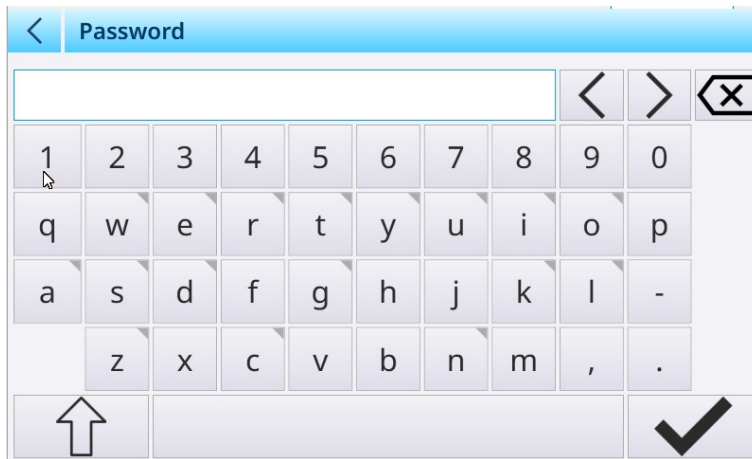 Password
1 2 3 4 5 6 7 8 9 0
q w e r t y u i o p
a s d f g h j k l -
z x c v b n m , .